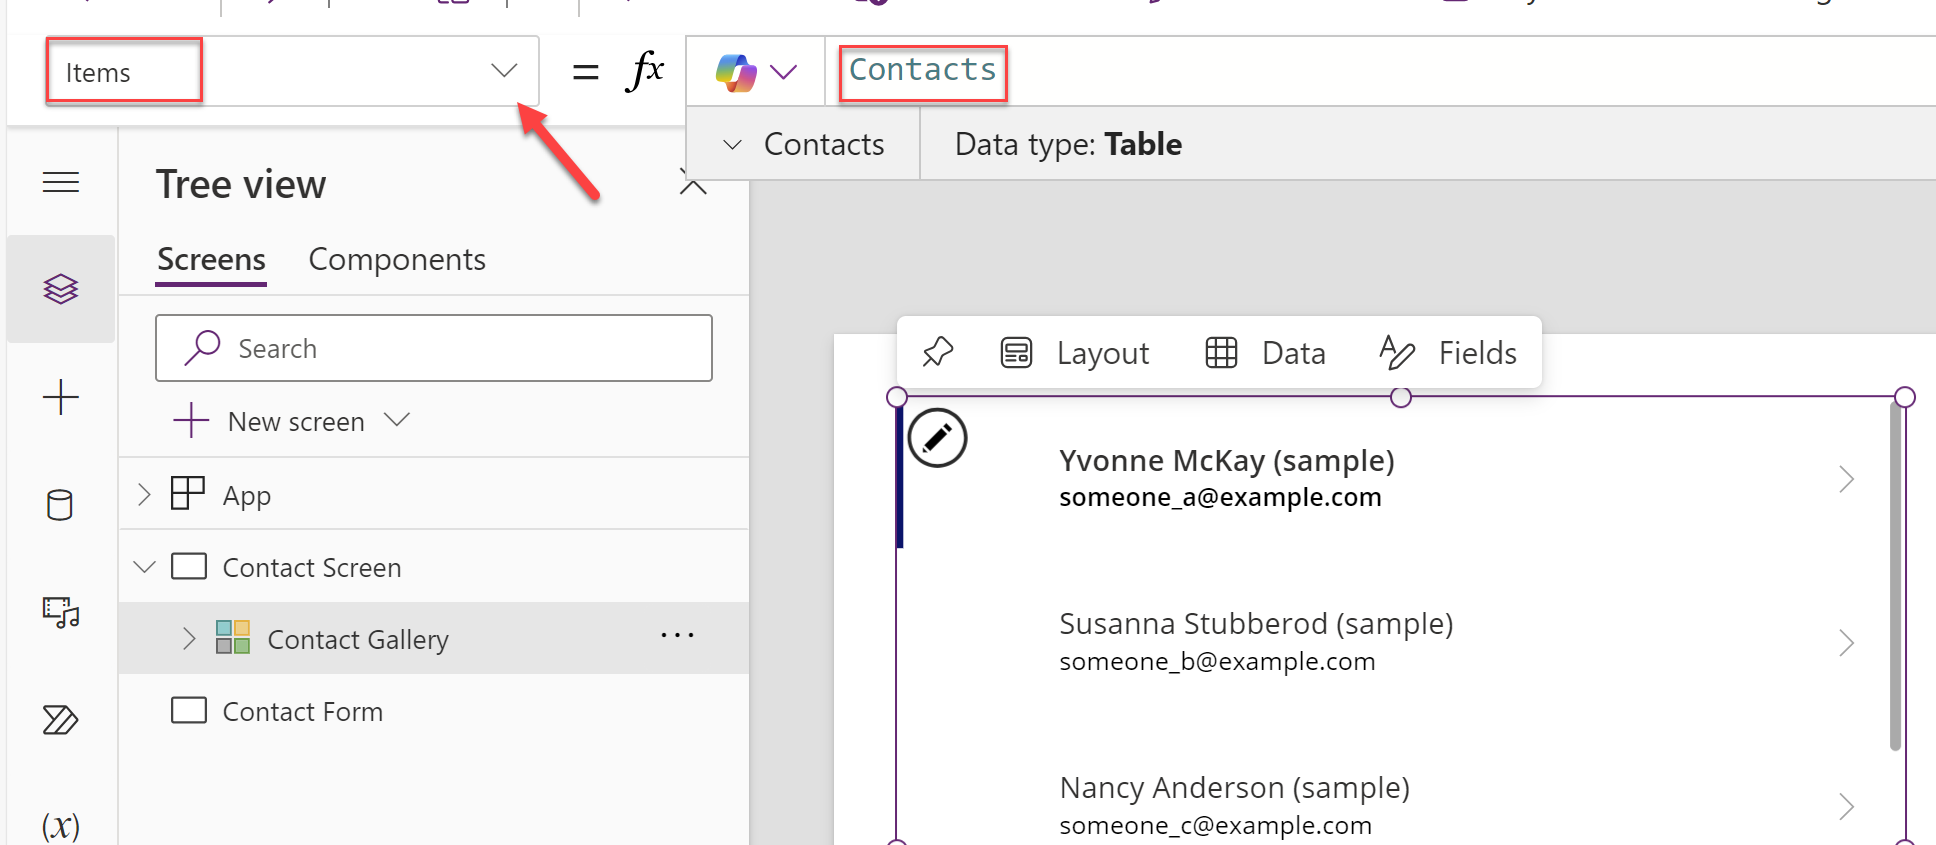 Items
= fx
Contacts
Contacts
Data type: Table
Tree view
Screens
Components
Search
New screen
App
Contact Screen
Contact Gallery
...
Contact Form
(x)
Layout
Data
Fields
Yvonne McKay (sample)
someone_a@example.com
Susanna Stubberod (sample)
someone_b@example.com
Nancy Anderson (sample)
someone_c@example.com